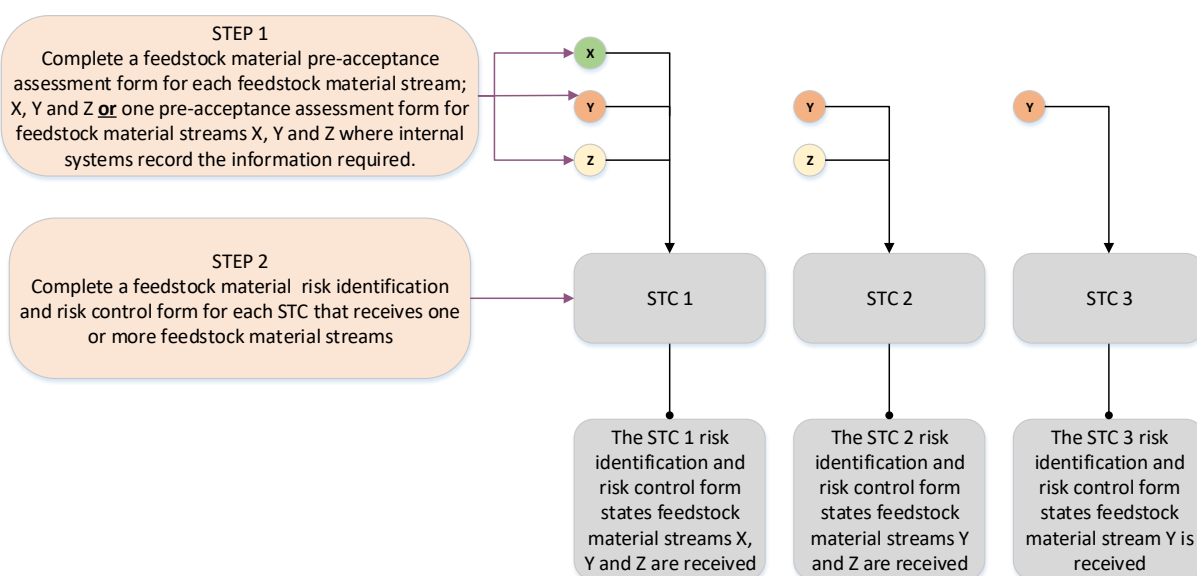 STEP 1
Complete a feedstock material pre-acceptance
assessment form for each feedstock material stream;
X, Y and Z or one pre-acceptance assessment form for
feedstock material streams X, Y and Z where internal
systems record the information required.
X
Y
Z
Y
Z
Y
STEP 2
Complete a feedstock material risk identification
and risk control form for each STC that receives one
or more feedstock material streams
STC 1
STC 2
STC 3
The STC 1 risk
identification and
risk control form
states feedstock
material streams X,
Y and Z are received
The STC 2 risk
identification and
risk control form
states feedstock
material streams Y
and Z are received
The STC 3 risk
identification and
risk control form
states feedstock
material stream Y is
received